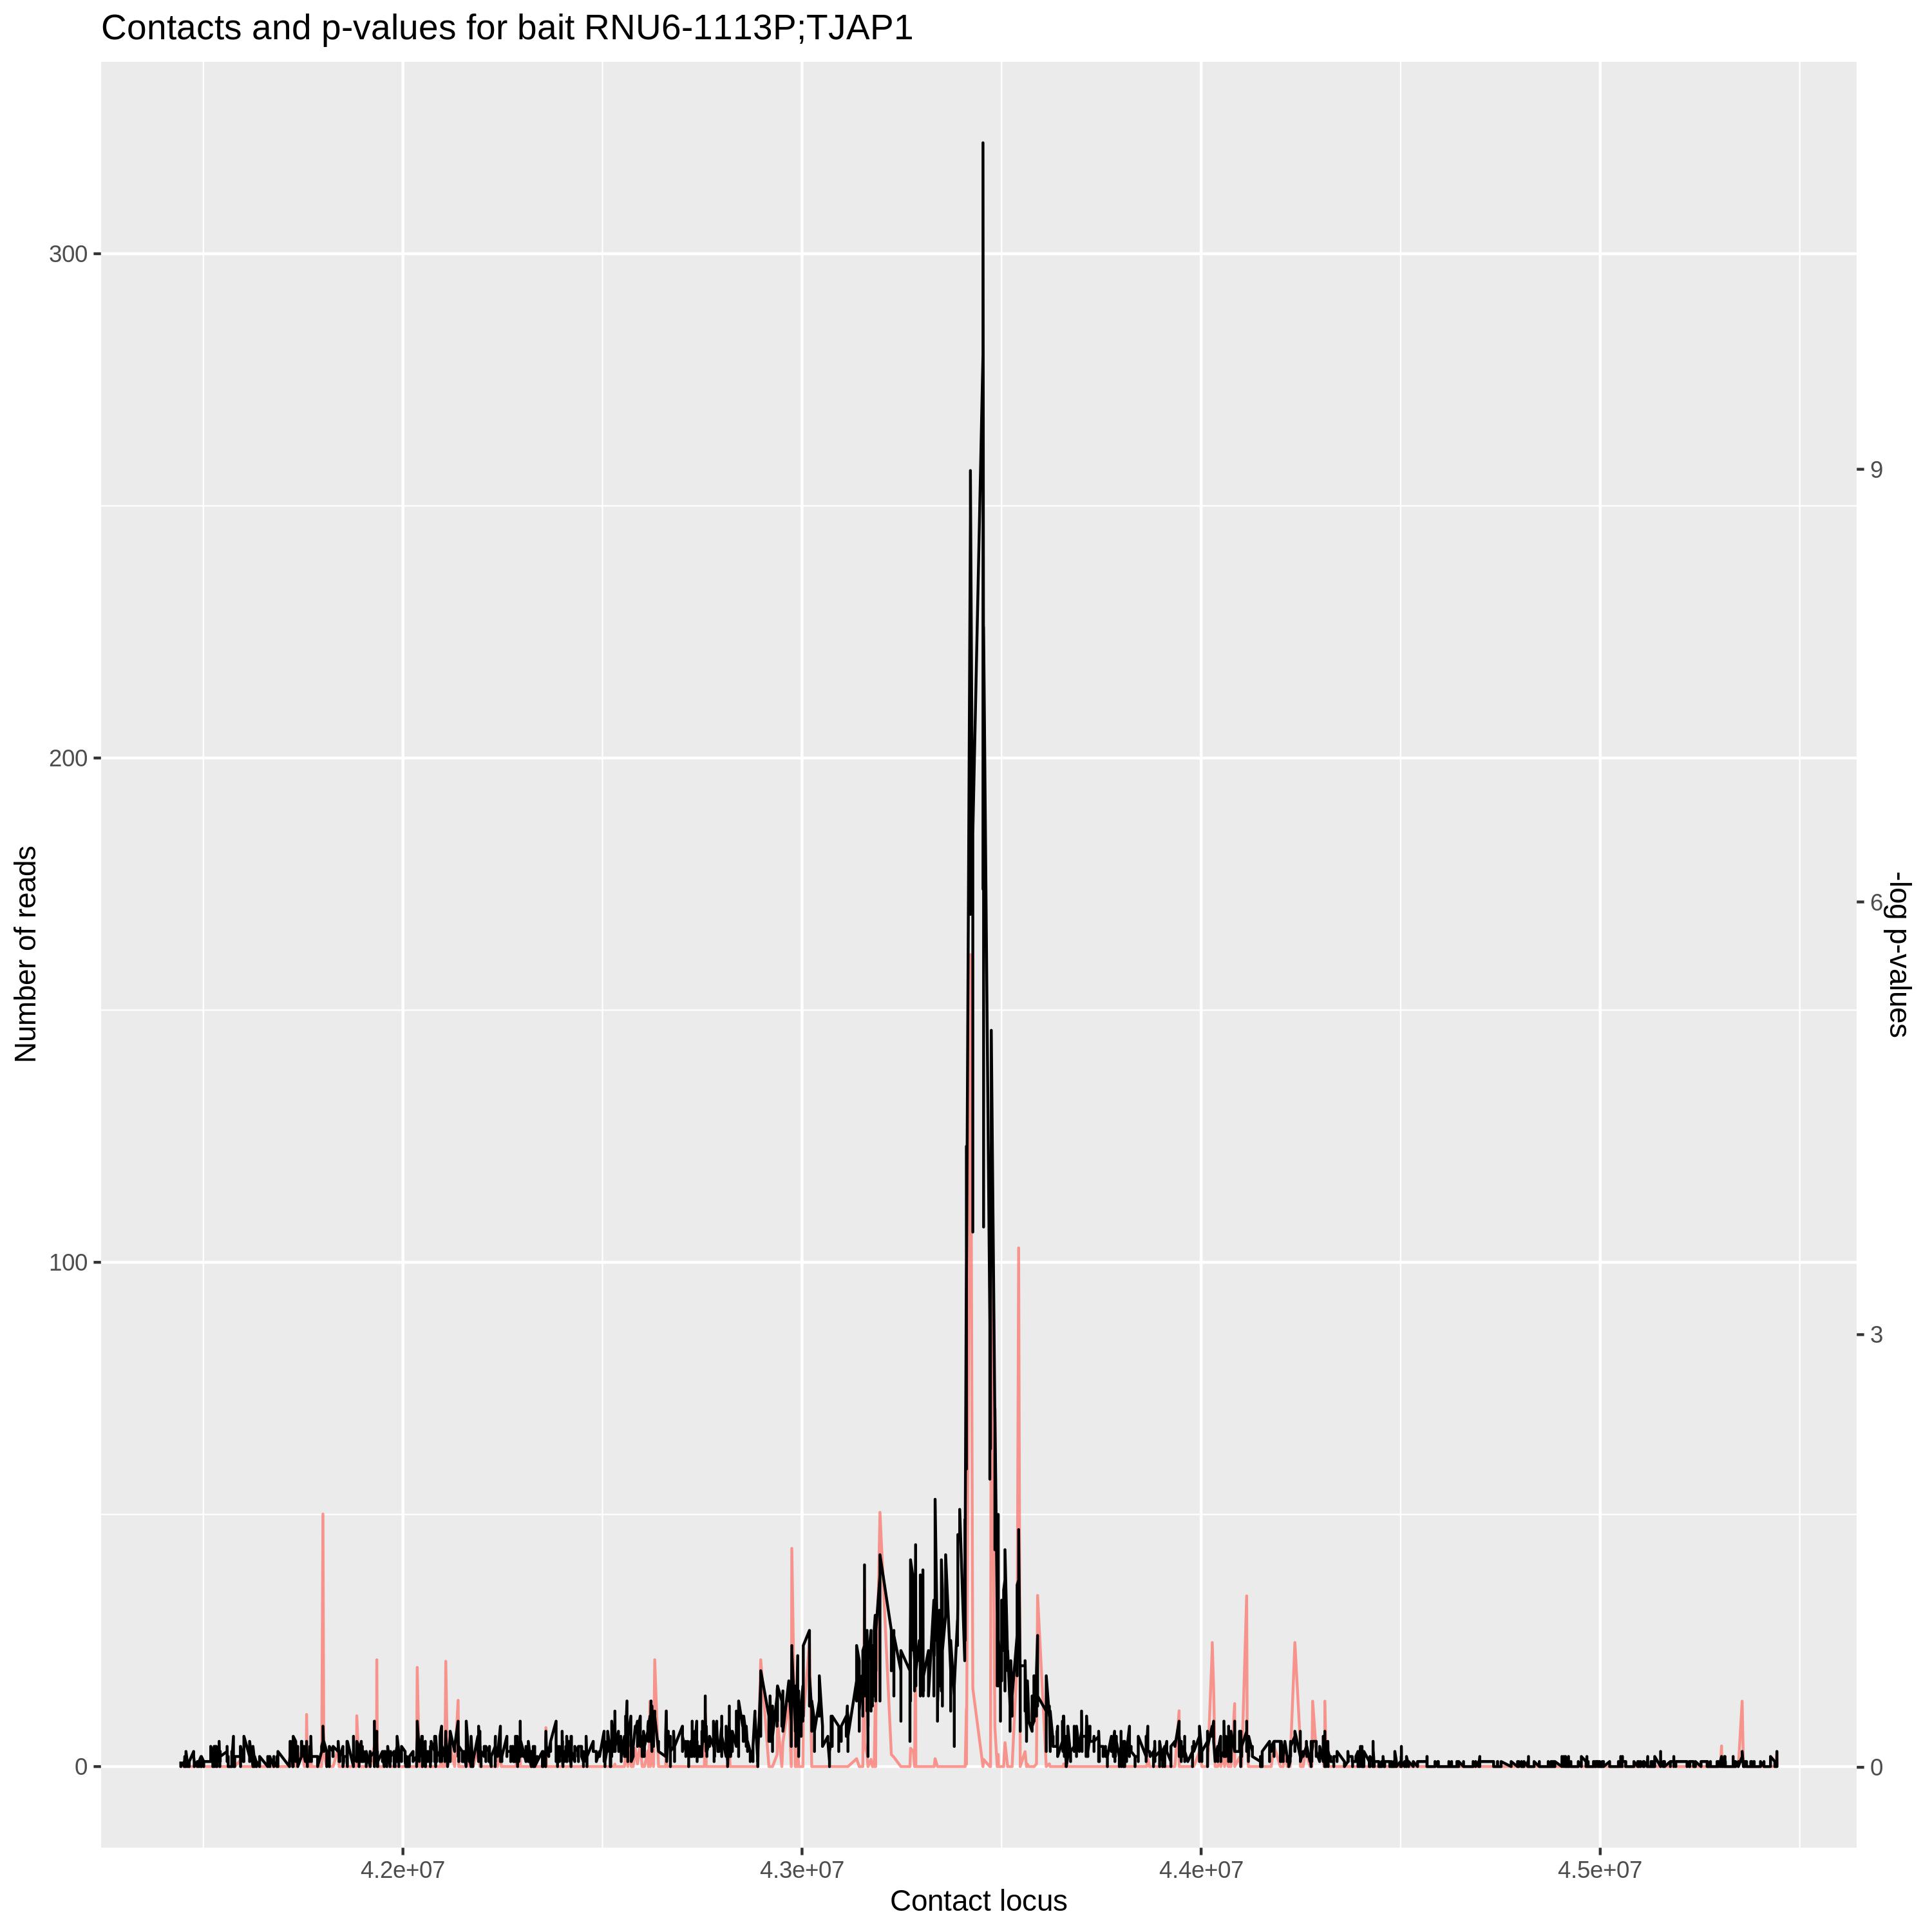 Contacts and p-values for bait RNU6-1113P;TJAP1
300
200
100
0
Number of reads
9
6
3
0
-log p-values
4.2e+07
4.3e+07
4.4e+07
4.5e+07
Contact locus